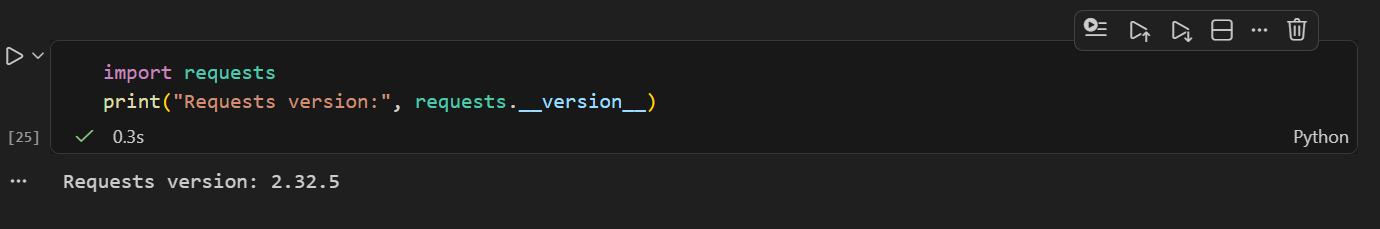 import requests
print("Requests version:", requests.__version__)
[25]
0.3s
Python
Requests version: 2.32.5